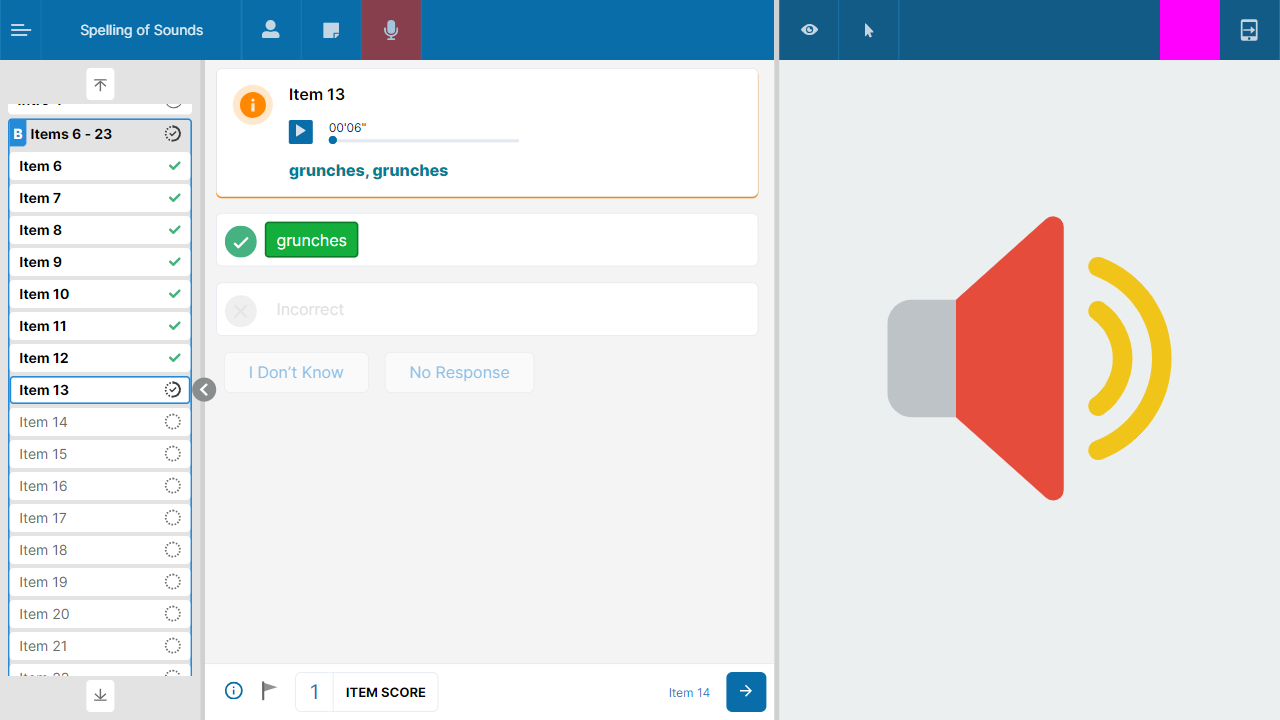 Spelling of Sounds
B Items 6 - 23
Item 6
Item 7
Item 8
Item 9
Item 10
Item 11
Item 12
Item 13
Item 14
Item 15
Item 16
Item 17
Item 18
Item 19
Item 20
Item 21
Item 13
00'06"
grunches, grunches
grunches
Incorrect
I Don’t Know
No Response
1 ITEM SCORE
Item 14